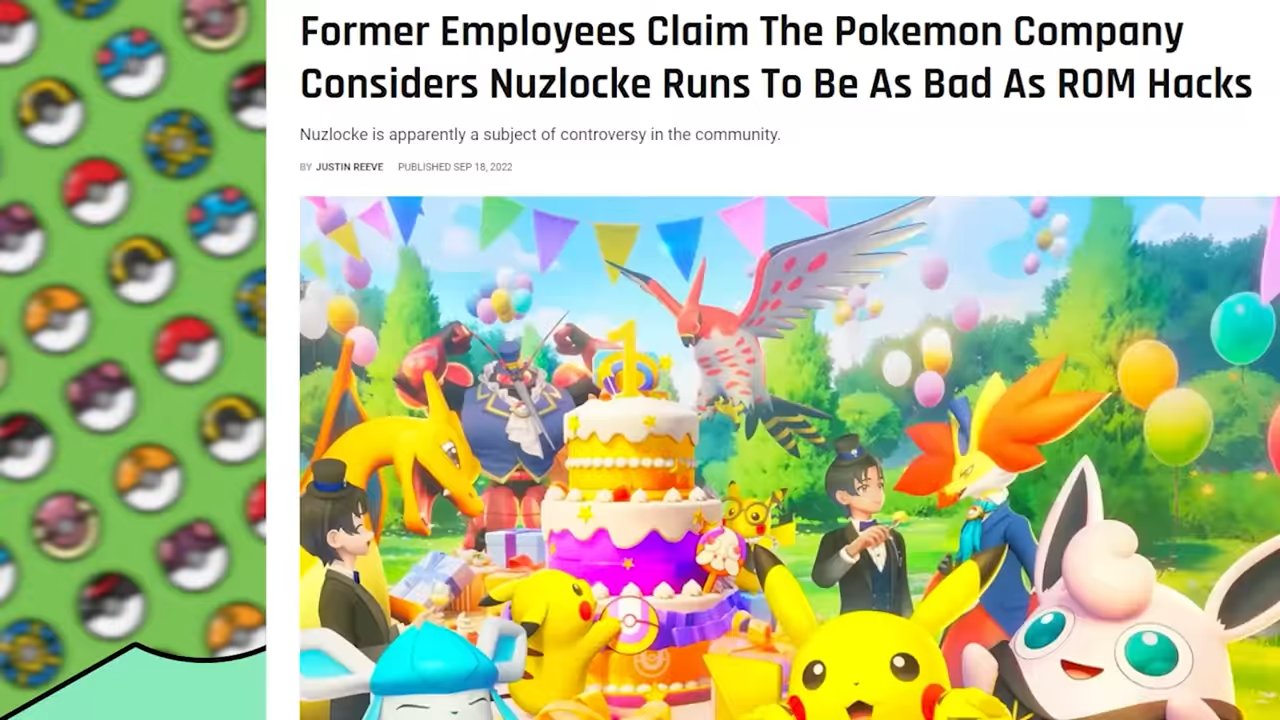 Former Employees Claim The Pokemon Company
Considers Nuzlocke Runs To Be As Bad As ROM Hacks
Nuzlocke is apparently a subject of controversy in the community.
BY JUSTIN REEVE PUBLISHED SEP 18, 2022
1